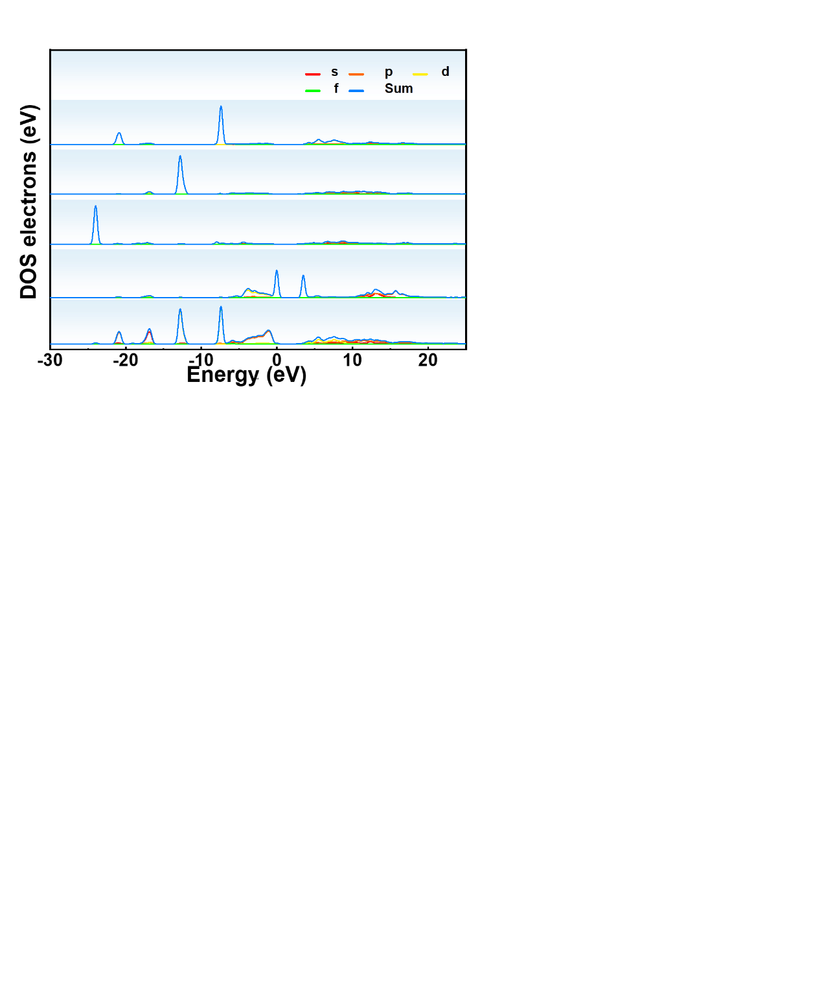 s p d
f Sum
DOS electrons (eV)
-30 -20 -10 0 10 20
Energy (eV)